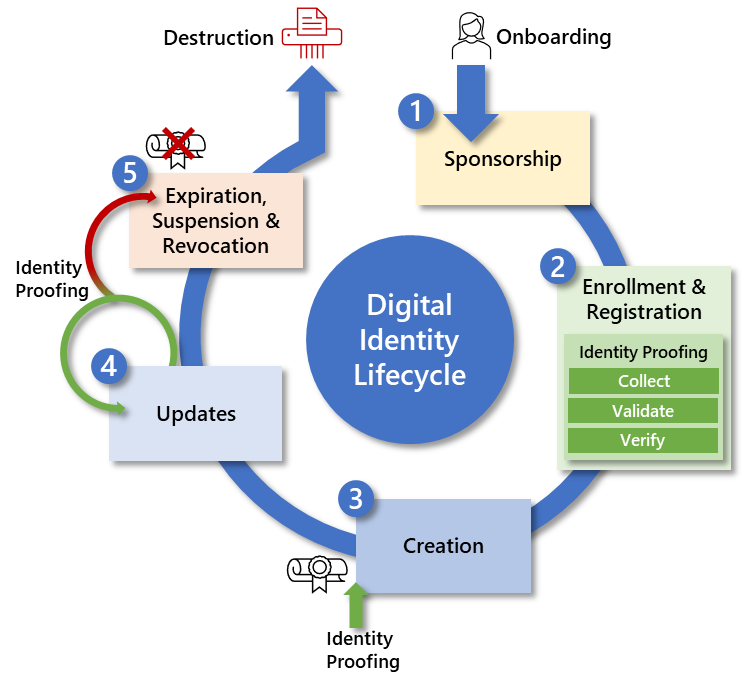 Destruction
Onboarding
1
Sponsorship
2
Enrollment &
Registration
Identity Proofing
Collect
Validate
Verify
3
Creation
Identity
Proofing
4
Updates
Identity
Proofing
5
Expiration,
Suspension &
Revocation
Digital
Identity
Lifecycle